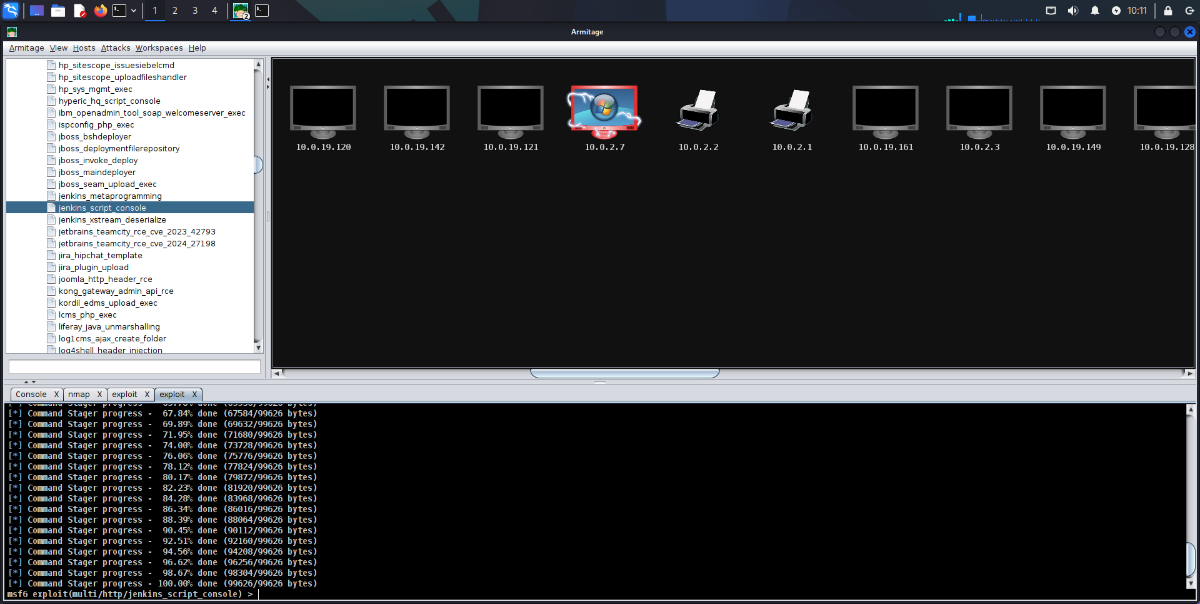 1 2 3 4 2 10:11
Armitage
Armitage View Hosts Attacks Workspaces Help
hp_sitescope_issuesiebelcmd
hp_sitescope_uploadfileshandler
hp_sys_mgmt_exec
hyperic_hq_script_console
ibm_openadmin_tool_soap_welcomeserver_exec
ispconfig_php_exec
jboss_bshdeployer
jboss_deploymentfilerepository
jboss_invoke_deploy
jboss_maindeployer
jboss_seam_upload_exec
jenkins_metaprogramming
jenkins_script_console
jenkins_xstream_deserialize
jetbrains_teamcity_rce_cve_2023_42793
jetbrains_teamcity_rce_cve_2024_27198
jira_hipchat_template
jira_plugin_upload
joomla_http_header_rce
kong_gateway_admin_api_rce
kordil_edms_upload_exec
lcms_php_exec
liferay_java_unmarshalling
log1cms_ajax_create_folder
log4shell_header_injection
10.0.19.120 10.0.19.142 10.0.19.121 10.0.2.7 10.0.2.2 10.0.2.1 10.0.19.161 10.0.2.3 10.0.19.149 10.0.19.128
Console X nmap X exploit X exploit X
[*] Command Stager progress - 67.84% done (67584/99626 bytes)
[*] Command Stager progress - 69.89% done (69632/99626 bytes)
[*] Command Stager progress - 71.95% done (71680/99626 bytes)
[*] Command Stager progress - 74.00% done (73728/99626 bytes)
[*] Command Stager progress - 76.06% done (75776/99626 bytes)
[*] Command Stager progress - 78.12% done (77824/99626 bytes)
[*] Command Stager progress - 80.17% done (79872/99626 bytes)
[*] Command Stager progress - 82.23% done (81920/99626 bytes)
[*] Command Stager progress - 84.28% done (83968/99626 bytes)
[*] Command Stager progress - 86.34% done (86016/99626 bytes)
[*] Command Stager progress - 88.39% done (88064/99626 bytes)
[*] Command Stager progress - 90.45% done (90112/99626 bytes)
[*] Command Stager progress - 92.51% done (92160/99626 bytes)
[*] Command Stager progress - 94.56% done (94208/99626 bytes)
[*] Command Stager progress - 96.62% done (96256/99626 bytes)
[*] Command Stager progress - 98.67% done (98304/99626 bytes)
[*] Command Stager progress - 100.00% done (99626/99626 bytes)
msf6 exploit(multi/http/jenkins_script_console) >